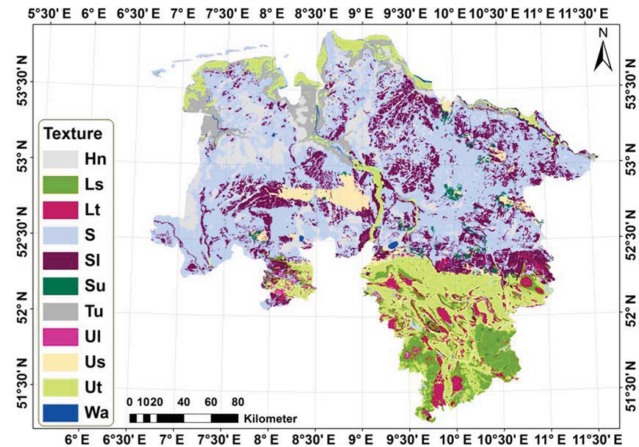 5°30' E 6° E 6°30' E 7° E 7°30' E 8° E 8°30' E 9° E 9°30' E 10° E 10°30' E 11° E 11°30' E
N
53°30' N 53°30' N
53° N 53° N
52°30' N 52°30' N
52° N 52° N
51°30' N 51°30' N
Texture
Hn
Ls
Lt
S
Sl
Su
Tu
Ul
Us
Ut
Wa
0 10 20 40 60 80
Kilometer
6° E 6°30' E 7° E 7°30' E 8° E 8°30' E 9° E 9°30' E 10° E 10°30' E 11° E